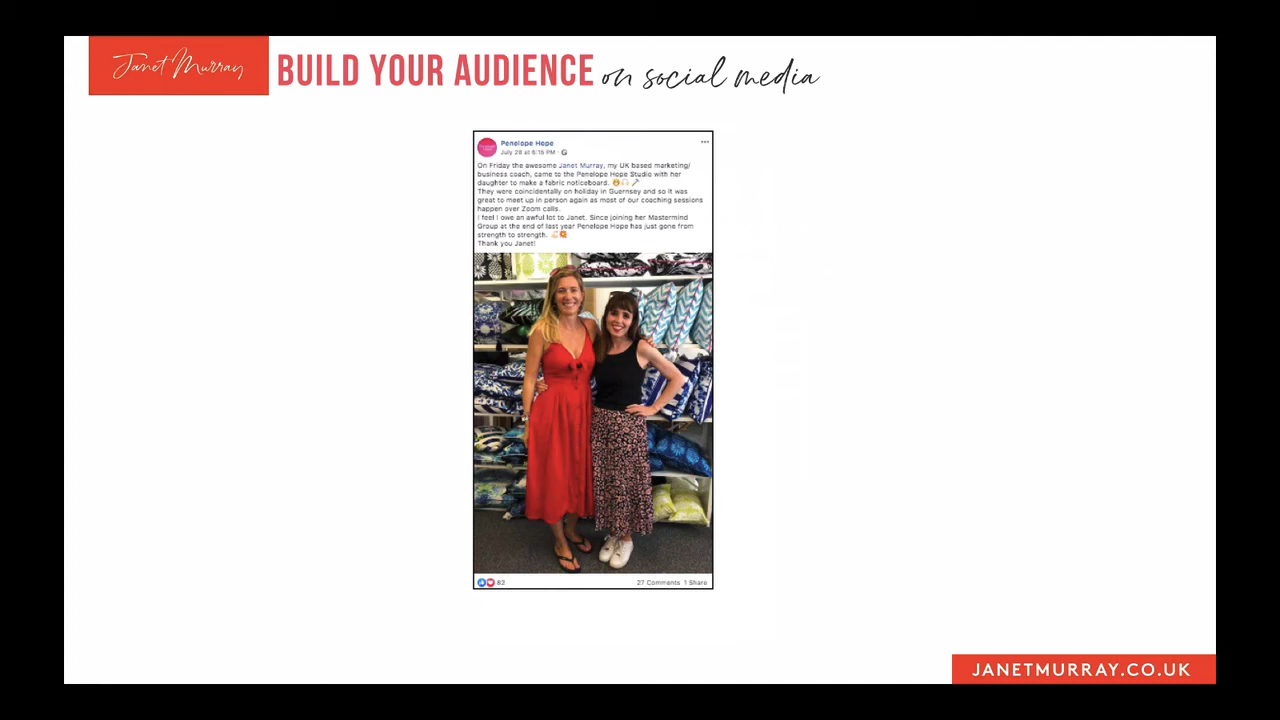 Janet Murray
BUILD YOUR AUDIENCE on social media
Penelope Hope
July 28 at 6:15 PM
On Friday the awesome Janet Murray, my UK based marketing/
business coach, came to the Penelope Hope Studio with her
daughter to make a fabric noticeboard.
They were coincidentally on holiday in Guernsey and so it was
great to meet up in person again as most of our coaching sessions
happen over Zoom calls.
I feel I owe an awful lot to Janet. Since joining her Mastermind
Group at the end of last year Penelope Hope has just gone from
strength to strength.
Thank you Janet!
82
27 Comments 1 Share
JANETMURRAY.CO.UK